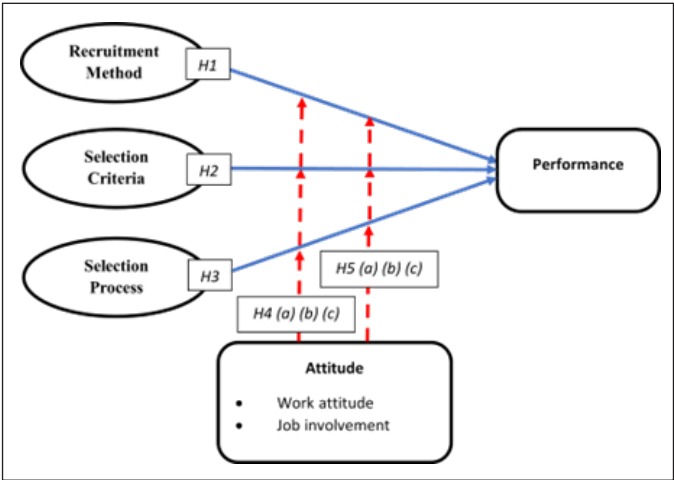 Recruitment
Method
H1
Selection
Criteria
H2
Performance
Selection
Process
H3
H5 (a) (b) (c)
H4 (a) (b) (c)
Attitude
• Work attitude
• Job involvement